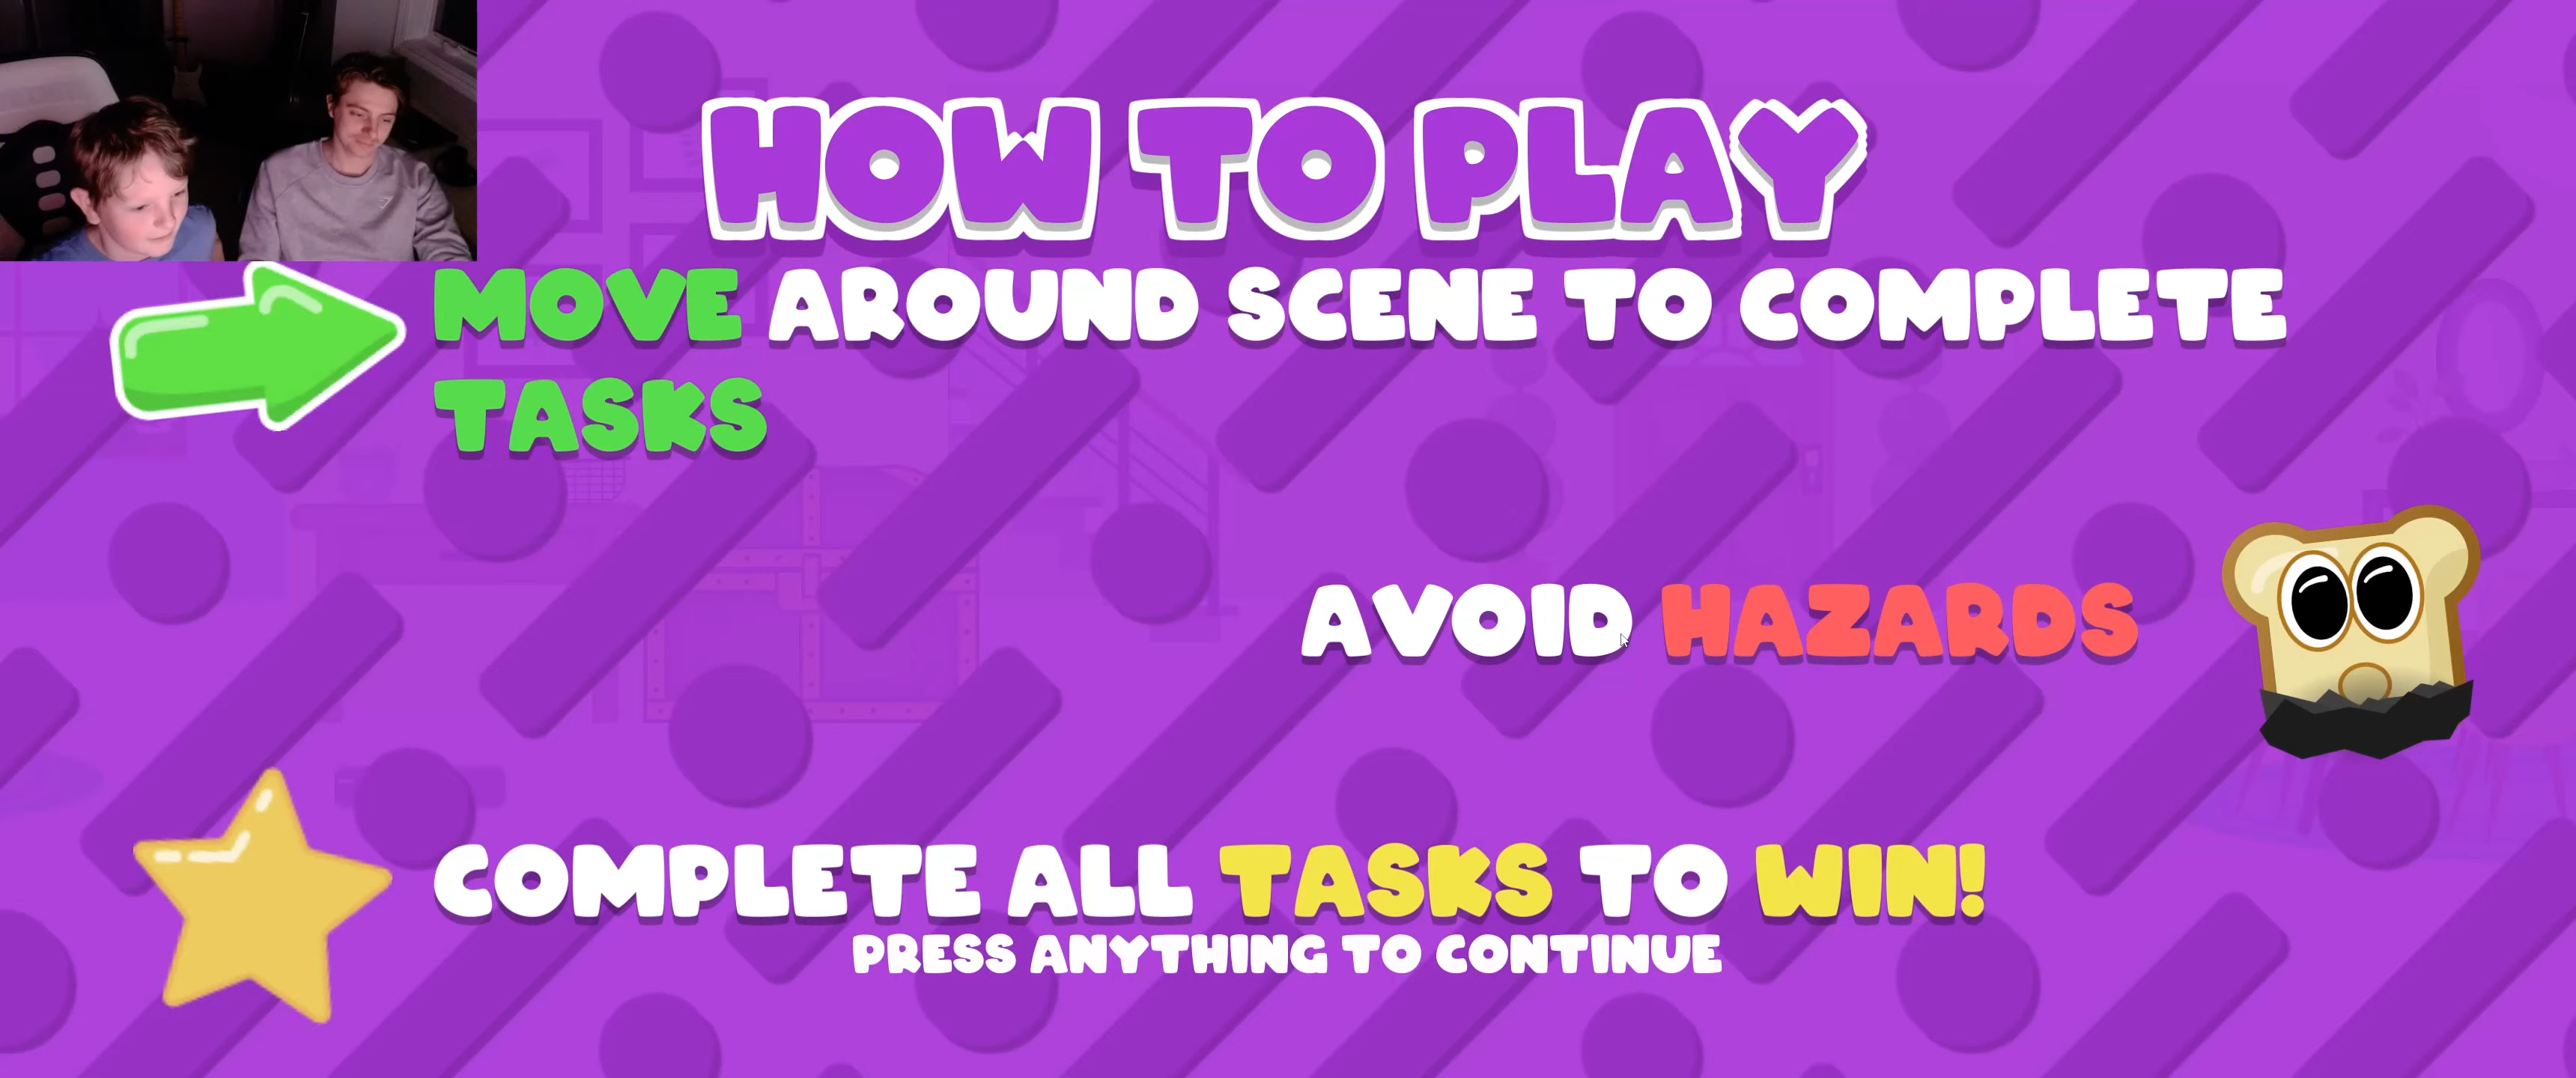 HOW TO PLAY
MOVE AROUND SCENE TO COMPLETE
TASKS
AVOID HAZARDS
COMPLETE ALL TASKS TO WIN!
PRESS ANYTHING TO CONTINUE